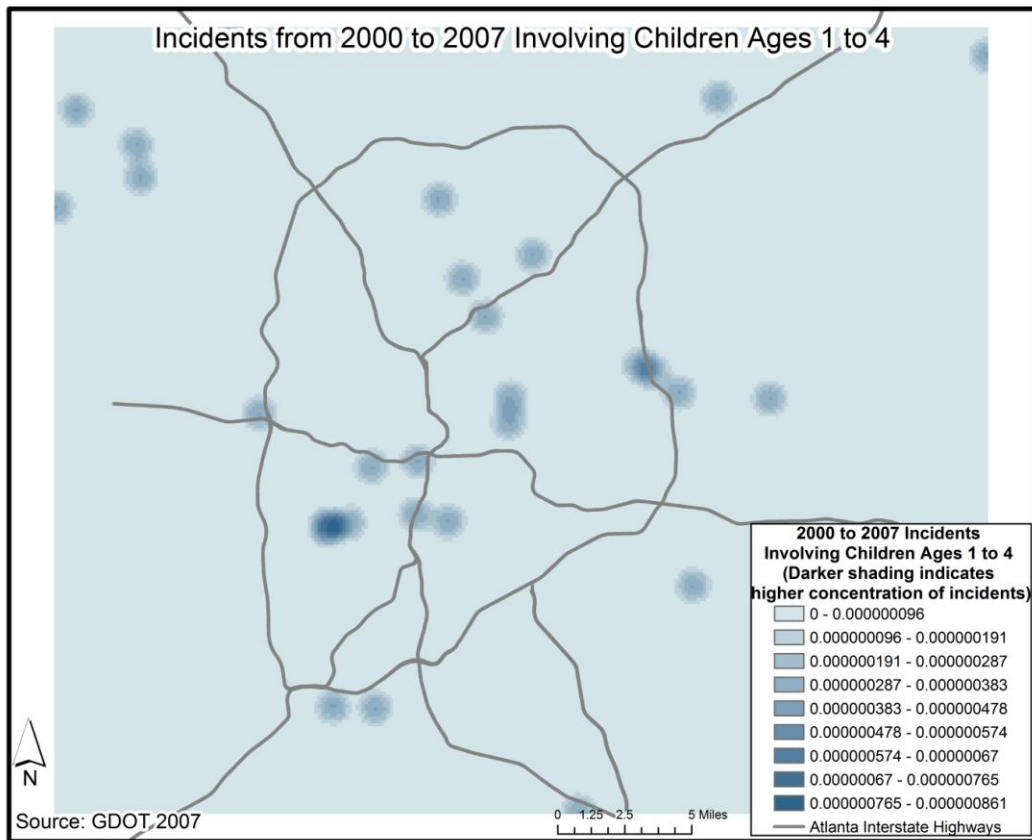 Incidents from 2000 to 2007 Involving Children Ages 1 to 4
2000 to 2007 Incidents
Involving Children Ages 1 to 4
(Darker shading indicates
higher concentration of incidents)
0 - 0.000000096
0.000000096 - 0.000000191
0.000000191 - 0.000000287
0.000000287 - 0.000000383
0.000000383 - 0.000000478
0.000000478 - 0.000000574
0.000000574 - 0.00000067
0.00000067 - 0.000000765
0.000000765 - 0.000000861
Atlanta Interstate Highways
N
Source: GDOT 2007
0 1.25 2.5 5 Miles